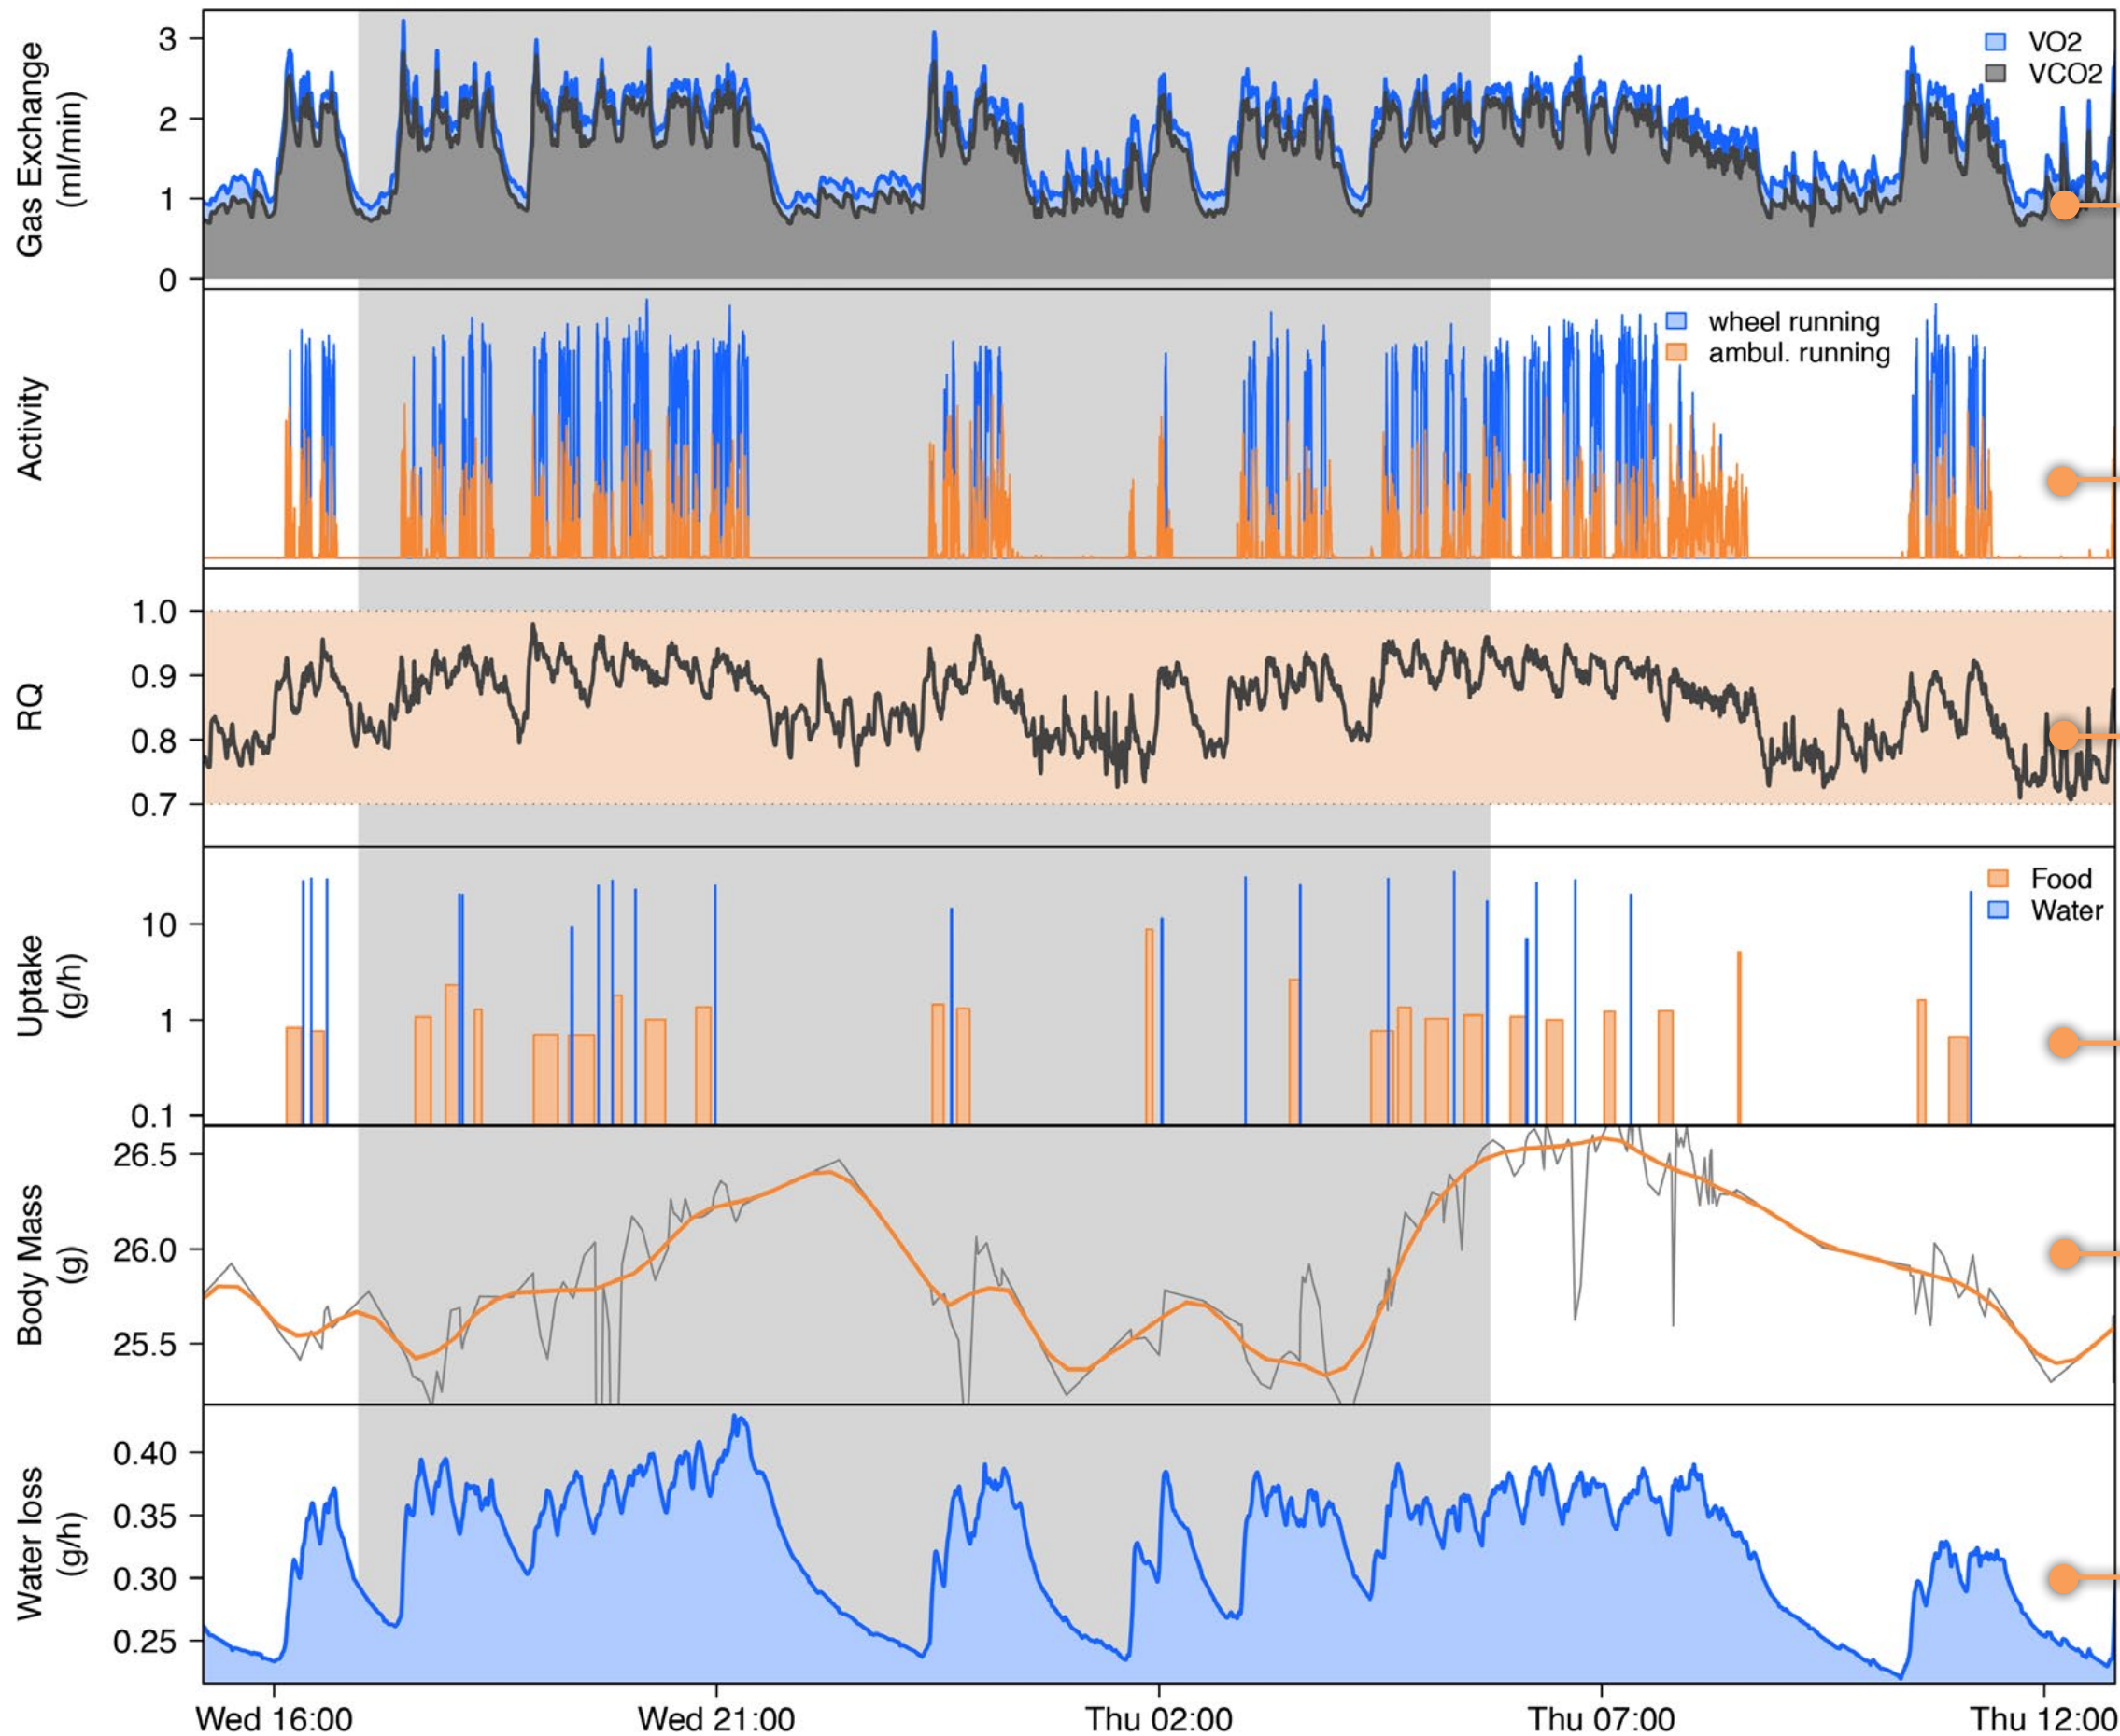 Gas Exchange
(ml/min)
3
2
1
0
VO2
VCO2
Activity
wheel running
ambul. running
RQ
1.0
0.9
0.8
0.7
Uptake
(g/h)
10
1
0.1
Food
Water
Body Mass
(g)
26.5
26.0
25.5
Water loss
(g/h)
0.40
0.35
0.30
0.25
Wed 16:00
Wed 21:00
Thu 02:00
Thu 07:00
Thu 12:00